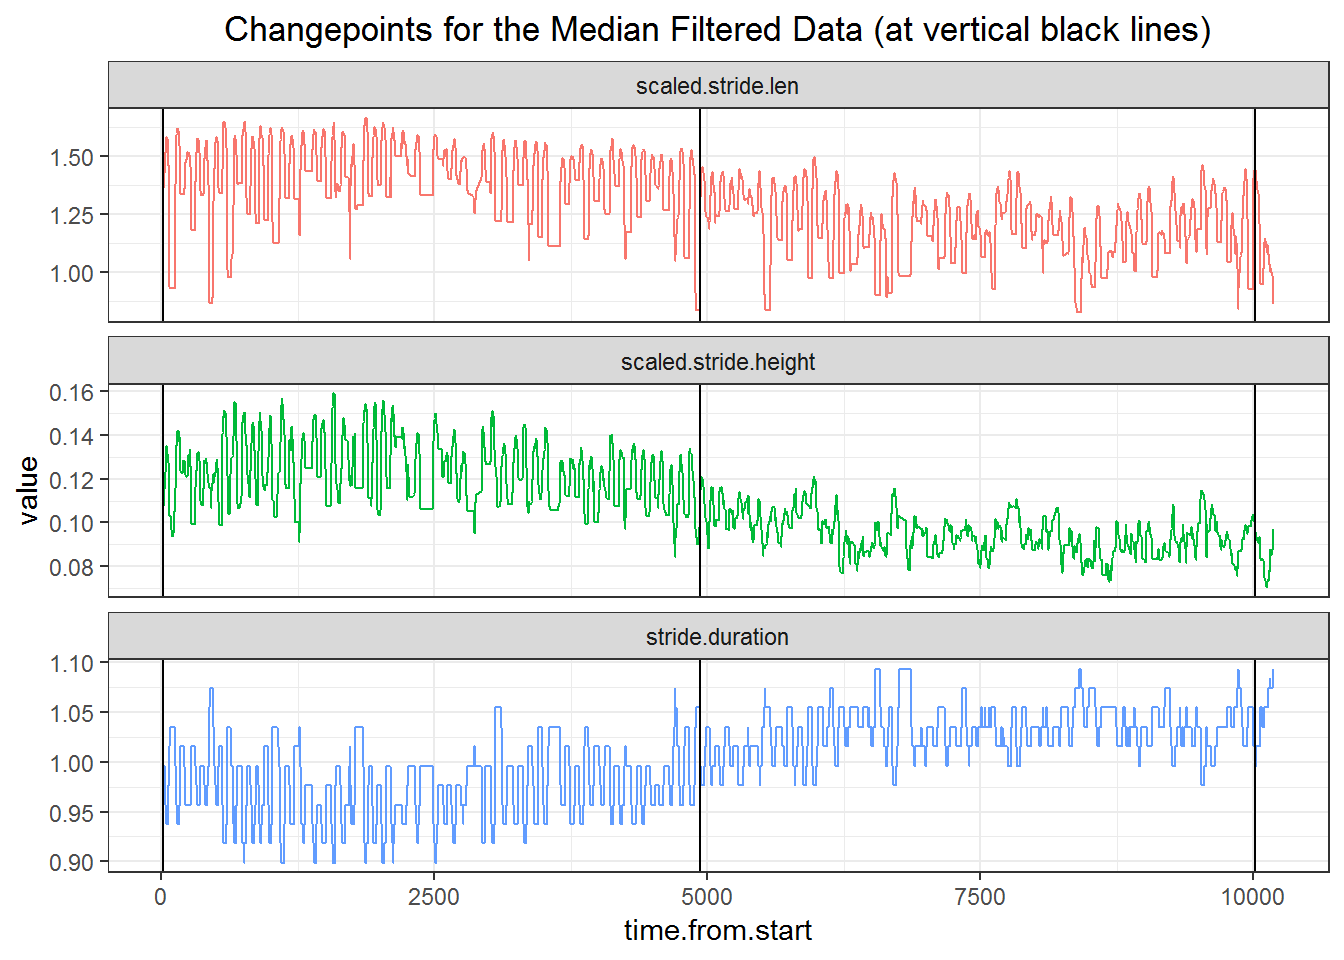 Changepoints for the Median Filtered Data (at vertical black lines)
scaled.stride.len
1.50
1.25
1.00
scaled.stride.height
0.16
0.14
0.12
0.10
0.08
value
stride.duration
1.10
1.05
1.00
0.95
0.90
0 2500 5000 7500 10000
time.from.start